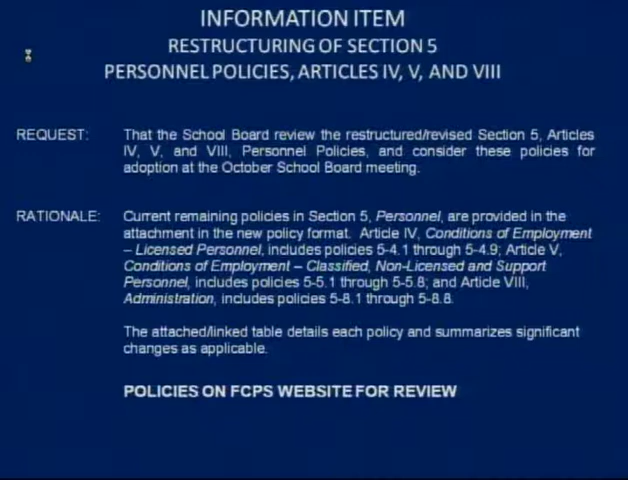 INFORMATION ITEM
RESTRUCTURING OF SECTION 5
PERSONNEL POLICIES, ARTICLES IV, V, AND VIII
REQUEST: That the School Board review the restructured/revised Section 5, Articles
IV, V, and VIII, Personnel Policies, and consider these policies for
adoption at the October School Board meeting.
RATIONALE: Current remaining policies in Section 5, Personnel, are provided in the
attachment in the new policy format. Article IV, Conditions of Employment
– Licensed Personnel, includes policies 5-4.1 through 5-4.9; Article V,
Conditions of Employment – Classified, Non-Licensed and Support
Personnel, includes policies 5-5.1 through 5-5.8; and Article VIII,
Administration, includes policies 5-8.1 through 5-8.8.
The attached/linked table details each policy and summarizes significant
changes as applicable.
POLICIES ON FCPS WEBSITE FOR REVIEW